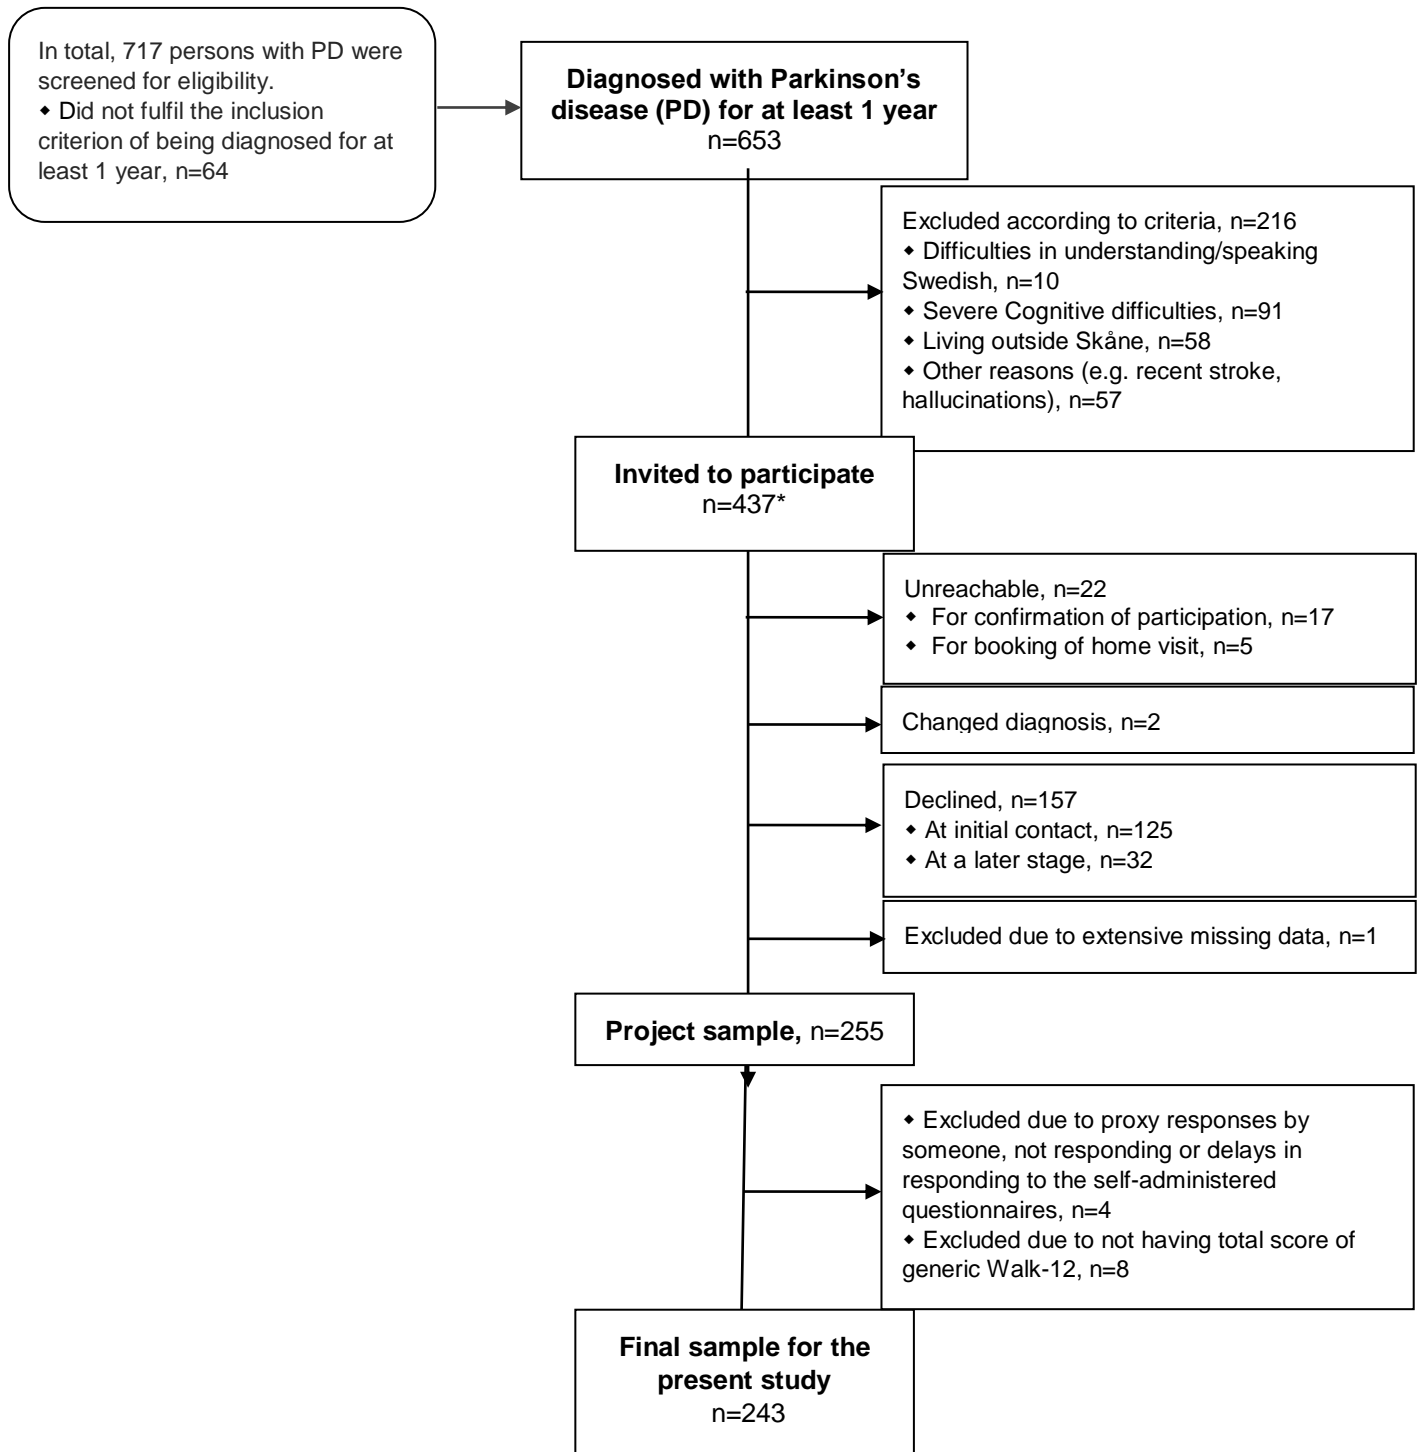 In total, 717 persons with PD were
screened for eligibility.
◆ Did not fulfil the inclusion
criterion of being diagnosed for at
least 1 year, n=64
Diagnosed with Parkinson’s
disease (PD) for at least 1 year
n=653
Excluded according to criteria, n=216
◆ Difficulties in understanding/speaking
Swedish, n=10
◆ Severe Cognitive difficulties, n=91
◆ Living outside Skåne, n=58
◆ Other reasons (e.g. recent stroke,
hallucinations), n=57
Invited to participate
n=437*
Unreachable, n=22
◆ For confirmation of participation, n=17
◆ For booking of home visit, n=5
Changed diagnosis, n=2
Declined, n=157
◆ At initial contact, n=125
◆ At a later stage, n=32
Excluded due to extensive missing data, n=1
Project sample, n=255
◆ Excluded due to proxy responses by
someone, not responding or delays in
responding to the self-administered
questionnaires, n=4
◆ Excluded due to not having total score of
generic Walk-12, n=8
Final sample for the
present study
n=243